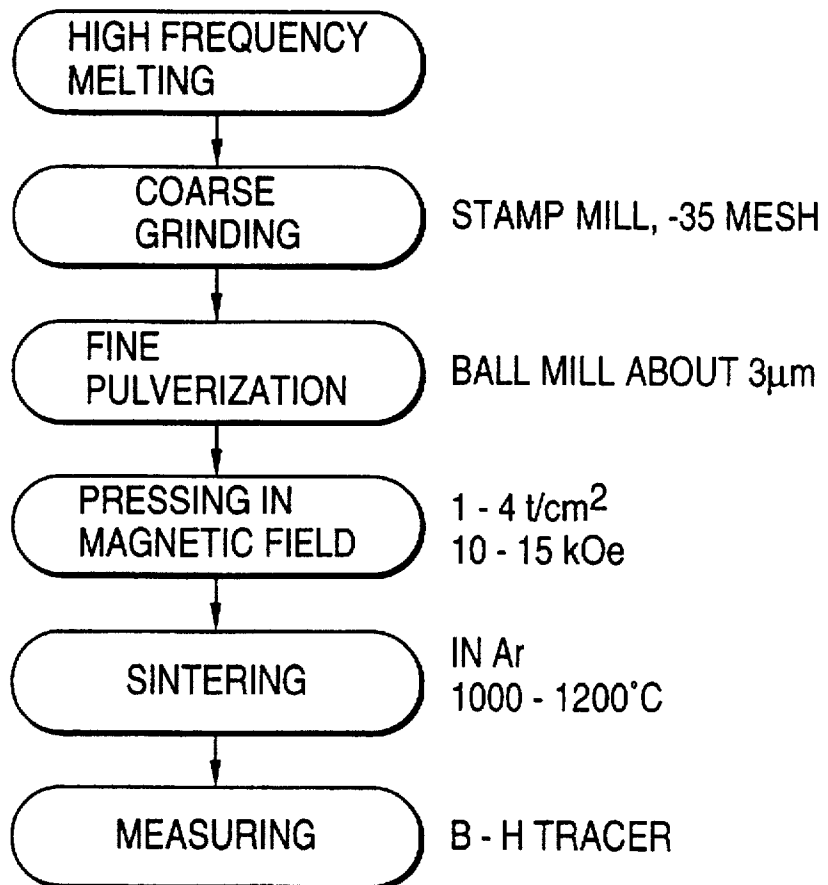 HIGH FREQUENCY
MELTING
COARSE
GRINDING
STAMP MILL, -35 MESH
FINE
PULVERIZATION
BALL MILL ABOUT 3μm
PRESSING IN
MAGNETIC FIELD
1 - 4 t/cm²
10 - 15 kOe
SINTERING
IN Ar
1000 - 1200°C
MEASURING
B - H TRACER